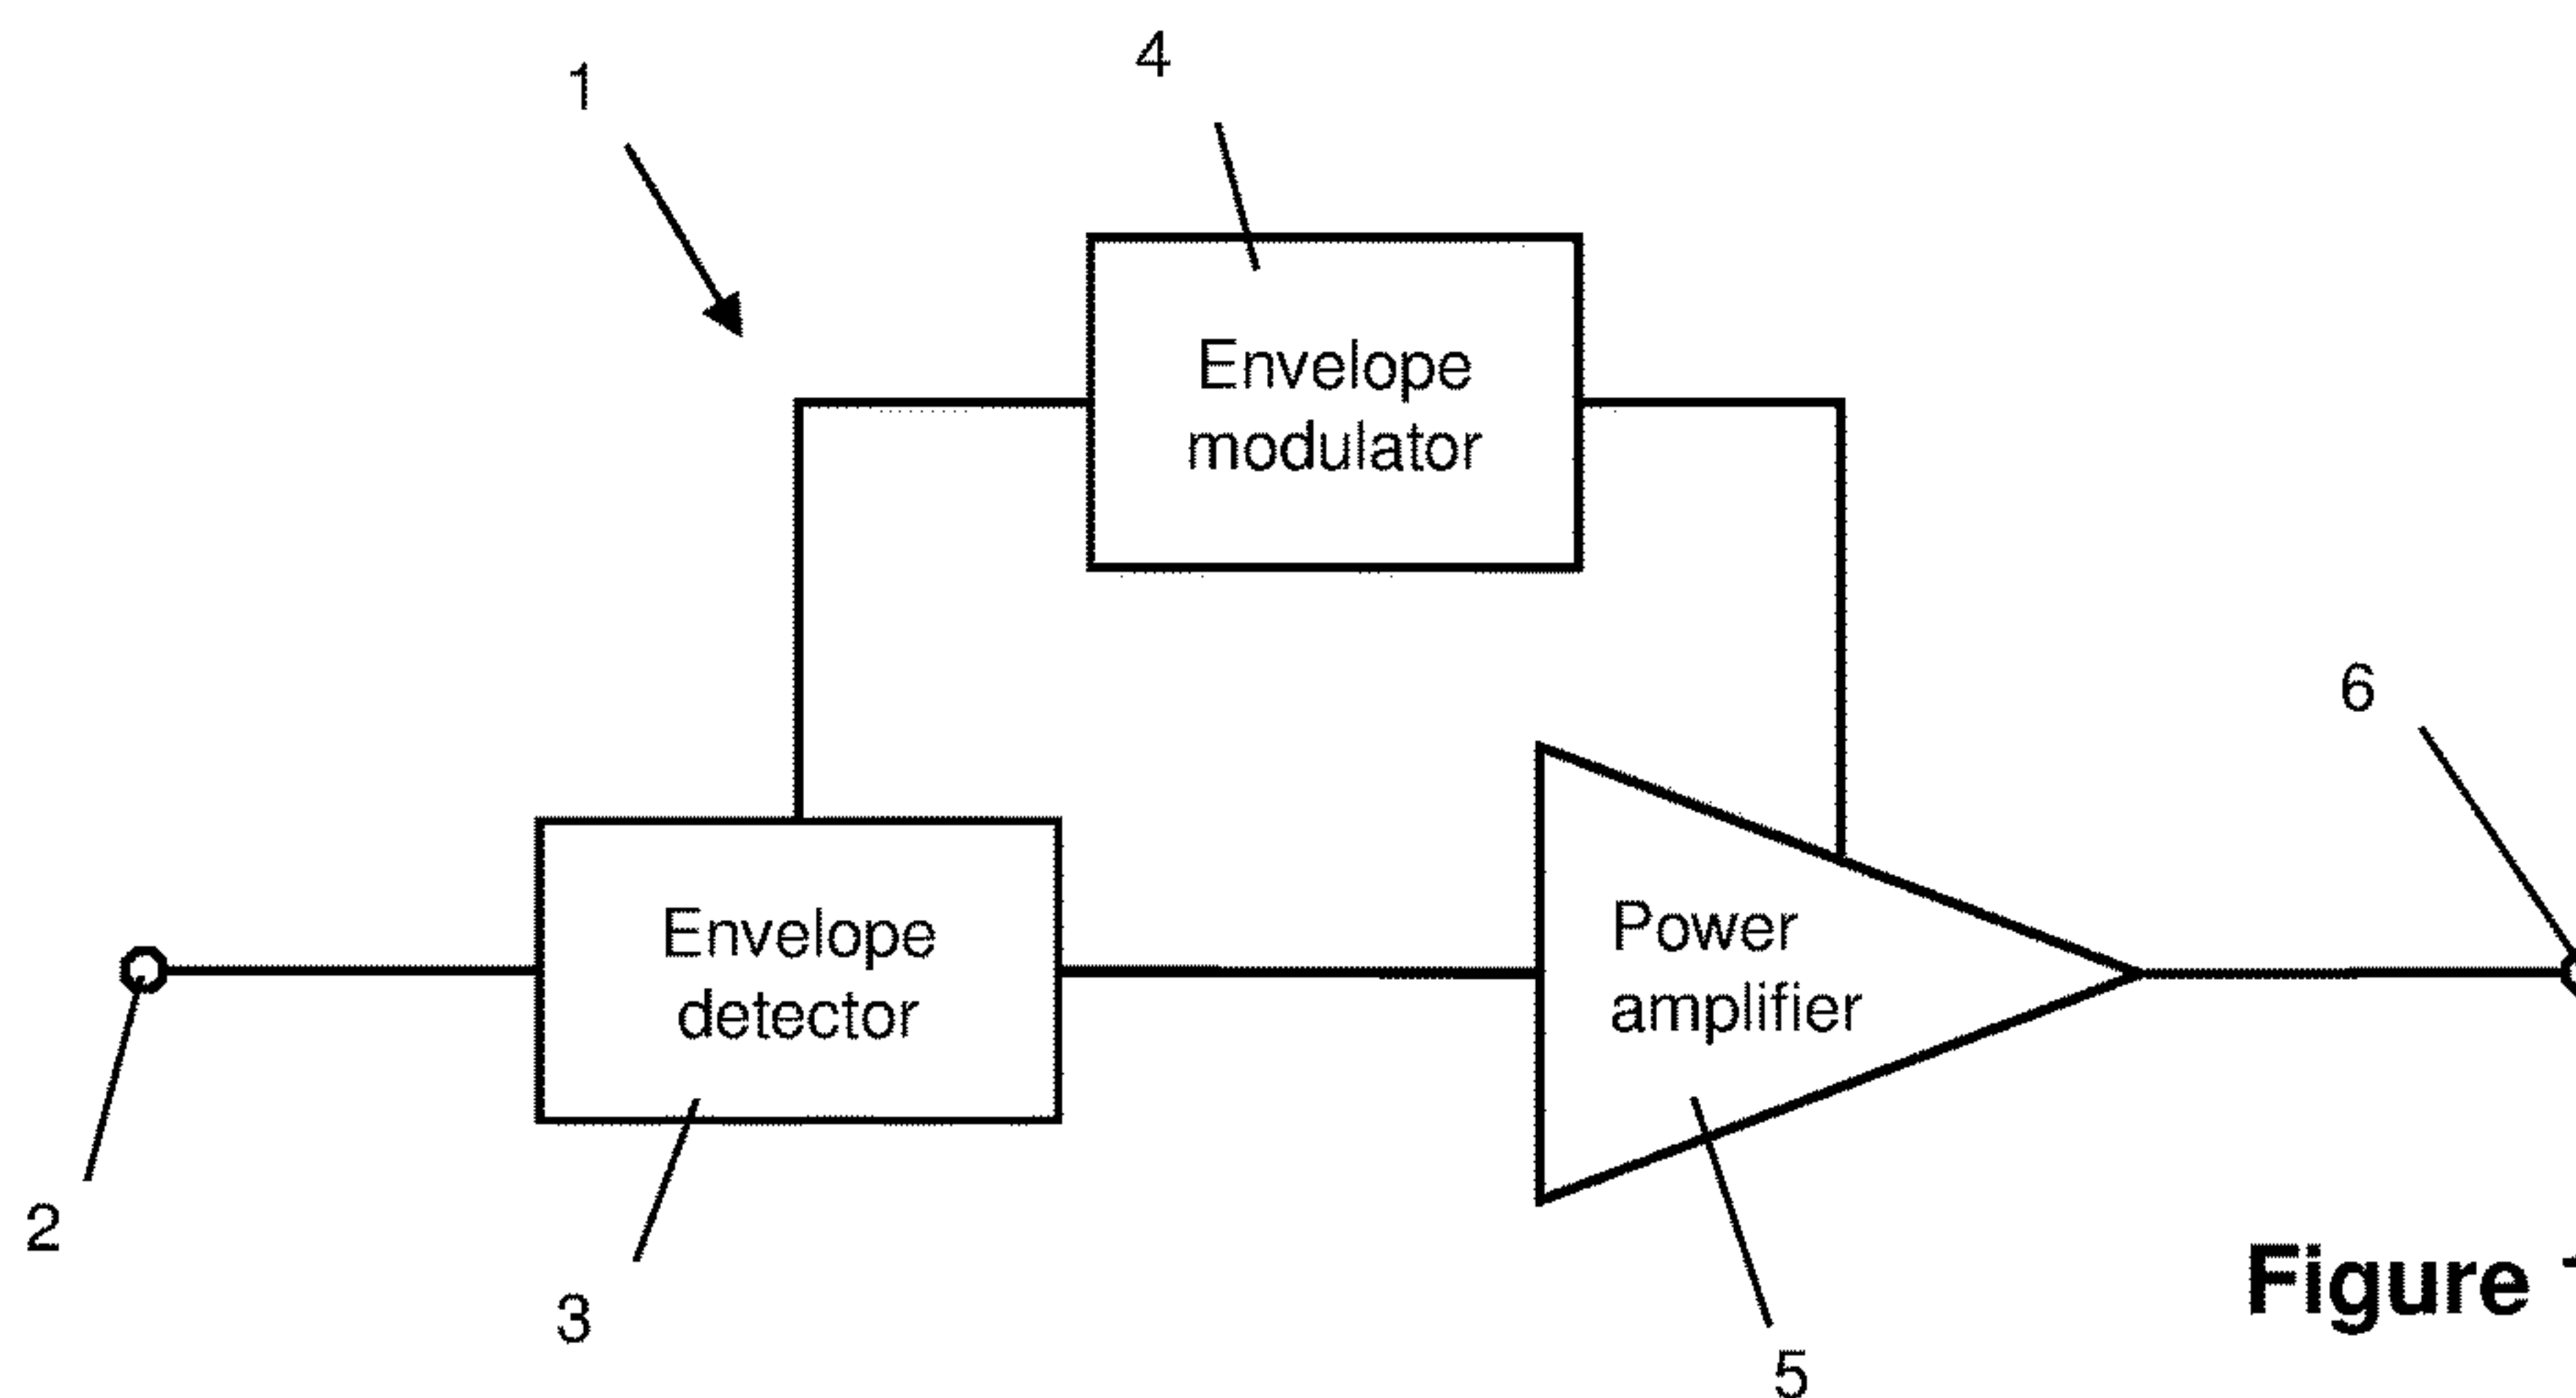 1
4
Envelope
modulator
6
Envelope
detector
Power
amplifier
2
3
5
Figure